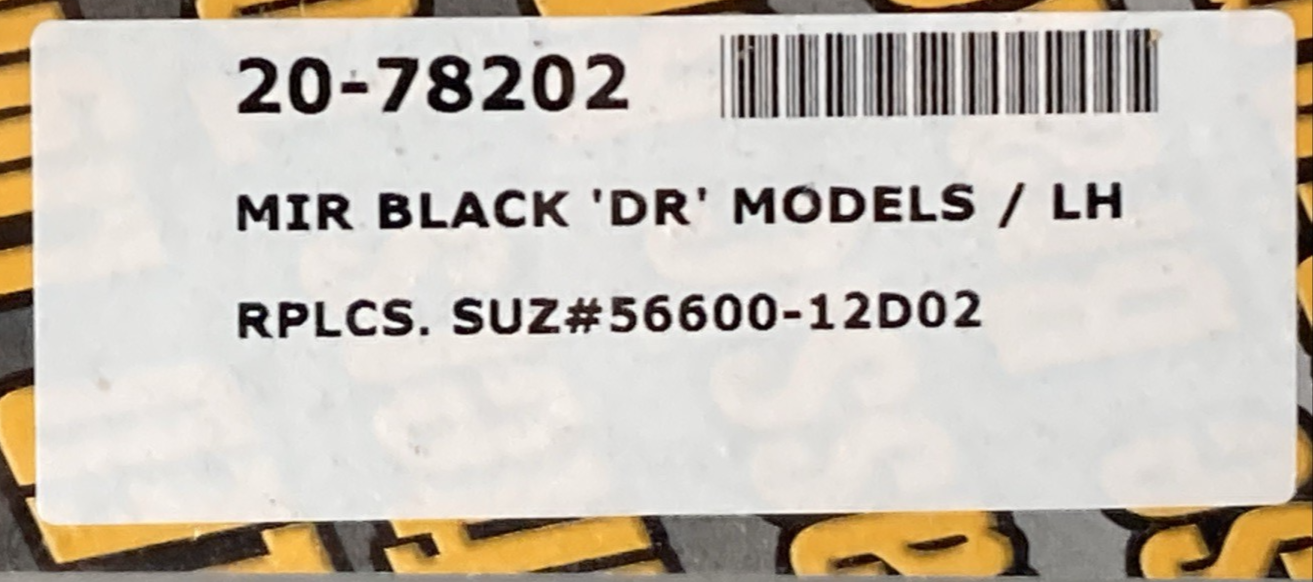 20-78202
MIR BLACK 'DR' MODELS / LH
RPLCS. SUZ#56600-12D02